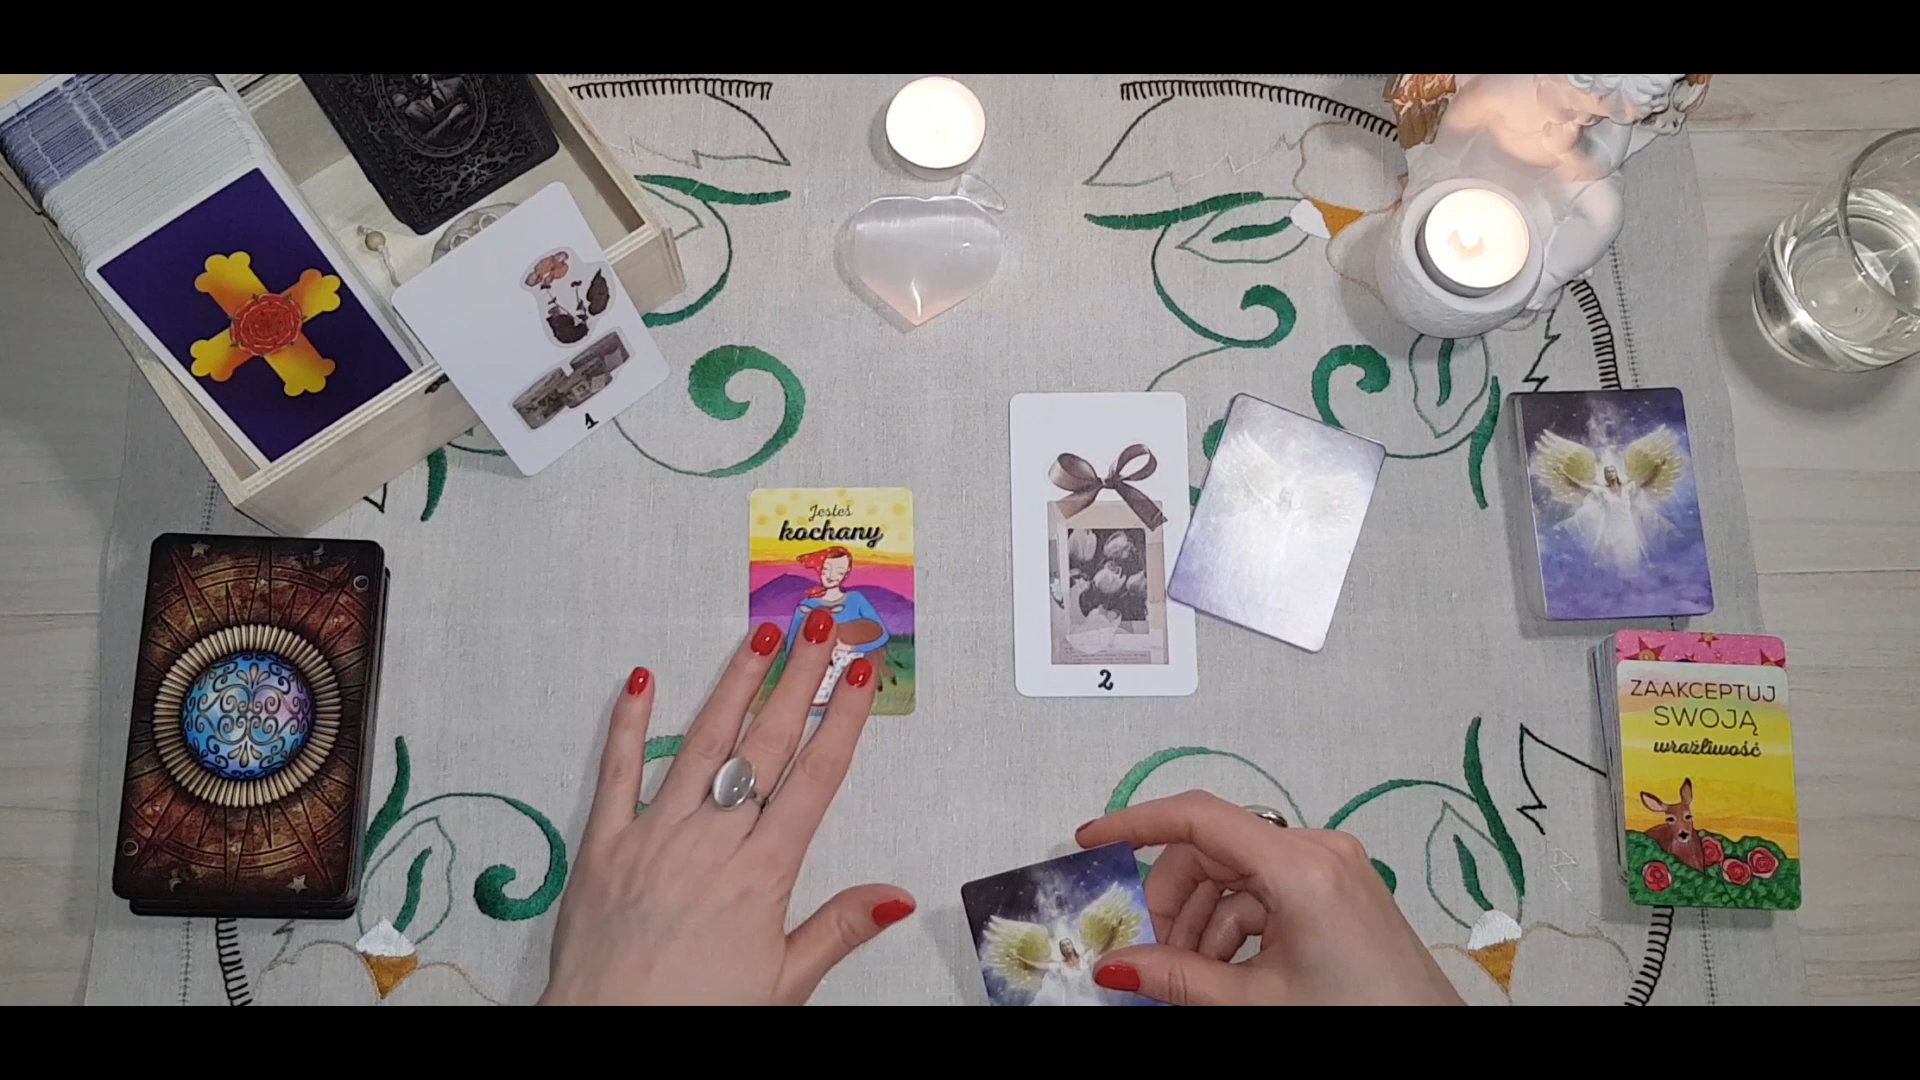 1
Jesteś
kochany
2
ZAAKCEPTUJ
SWOJĄ
wrażliwość